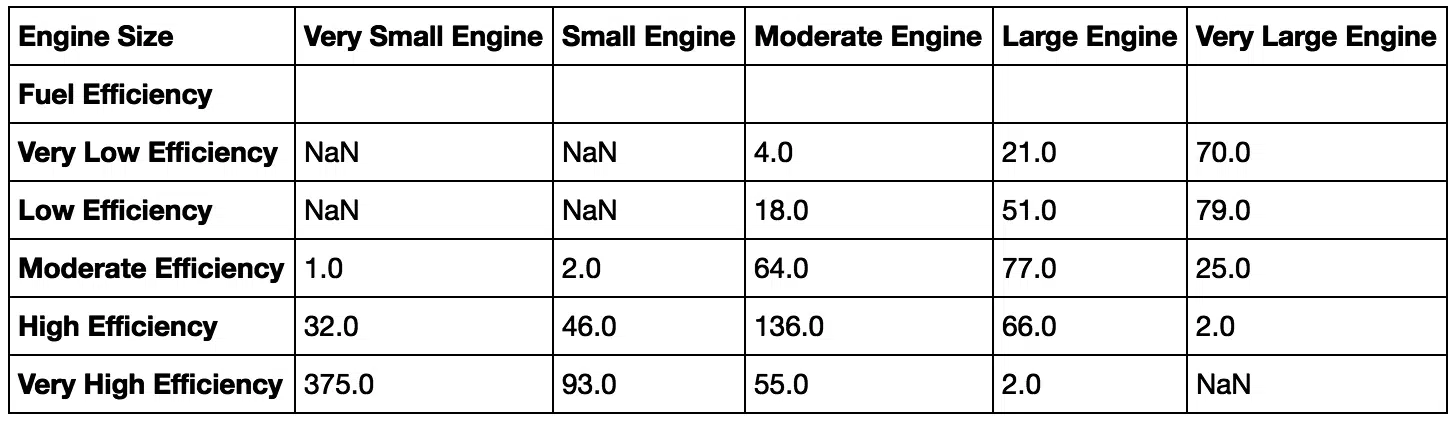 Engine Size Very Small Engine Small Engine Moderate Engine Large Engine Very Large Engine
Fuel Efficiency
Very Low Efficiency NaN NaN 4.0 21.0 70.0
Low Efficiency NaN NaN 18.0 51.0 79.0
Moderate Efficiency 1.0 2.0 64.0 77.0 25.0
High Efficiency 32.0 46.0 136.0 66.0 2.0
Very High Efficiency 375.0 93.0 55.0 2.0 NaN